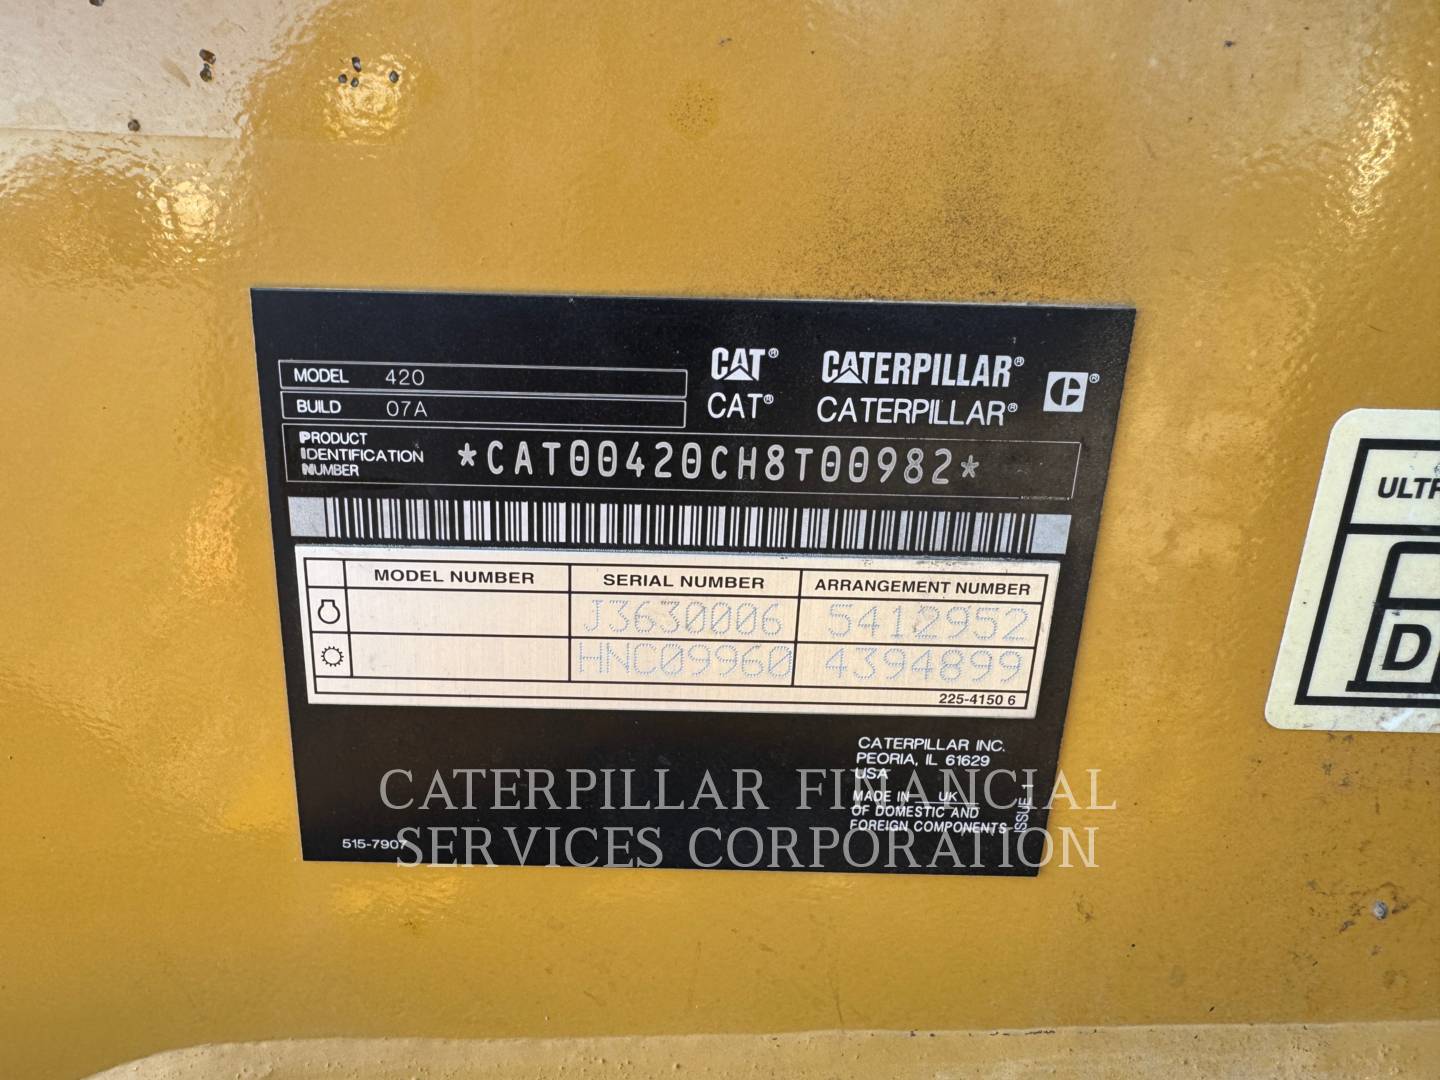 MODEL 420
BUILD 07A
CAT® CATERPILLAR®
CAT® CATERPILLAR®
PRODUCT IDENTIFICATION NUMBER *CAT00420CH8T00982*
MODEL NUMBER SERIAL NUMBER ARRANGEMENT NUMBER
J3630006 5412952
HNC09960 4394899
225-4150 6
CATERPILLAR INC.
PEORIA, IL 61629
USA
MADE IN UK
OF DOMESTIC AND
FOREIGN COMPONENTS
ISSUE 1
515-7907
CATERPILLAR FINANCIAL
SERVICES CORPORATION